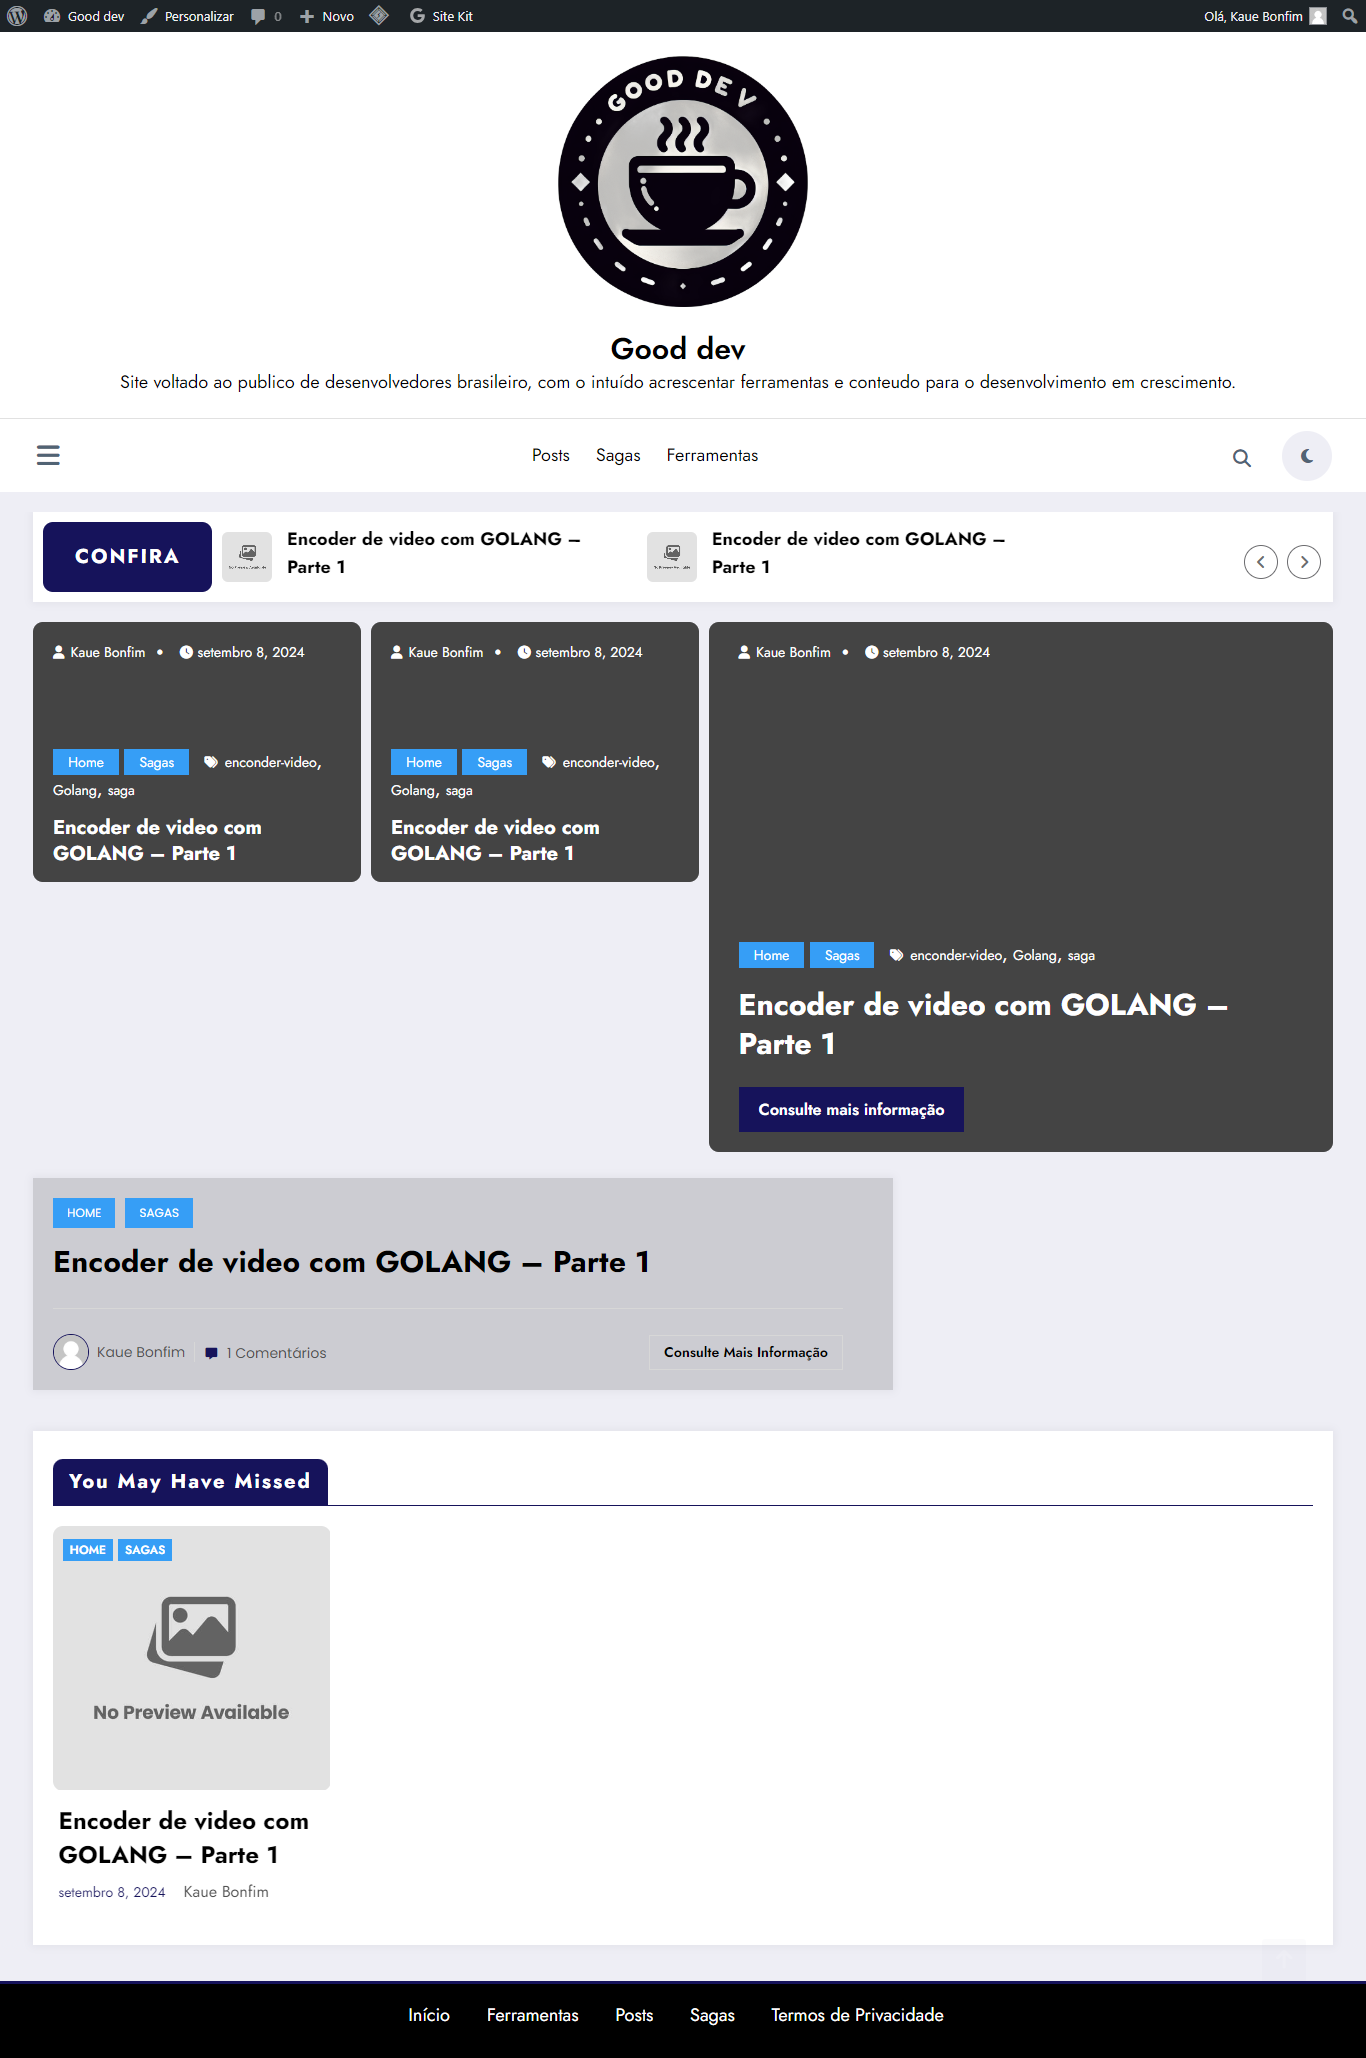 Good dev
Personalizar
0
Novo
Site Kit
Olá, Kaue Bonfim
GOOD DEV
Good dev
Site voltado ao publico de desenvolvedores brasileiro, com o intuído acrescentar ferramentas e conteudo para o desenvolvimento em crescimento.
Posts
Sagas
Ferramentas
CONFIRA
Encoder de video com GOLANG –
Parte 1
Encoder de video com GOLANG –
Parte 1
Kaue Bonfim • setembro 8, 2024
Home Sagas enconder-video,
Golang, saga
Encoder de video com
GOLANG – Parte 1
Kaue Bonfim • setembro 8, 2024
Home Sagas enconder-video,
Golang, saga
Encoder de video com
GOLANG – Parte 1
Kaue Bonfim • setembro 8, 2024
Home Sagas enconder-video, Golang, saga
Encoder de video com GOLANG –
Parte 1
Consulte mais informação
HOME SAGAS
Encoder de video com GOLANG – Parte 1
Kaue Bonfim 1 Comentários
Consulte Mais Informação
You May Have Missed
HOME SAGAS
No Preview Available
Encoder de video com
GOLANG – Parte 1
setembro 8, 2024 Kaue Bonfim
Início
Ferramentas
Posts
Sagas
Termos de Privacidade